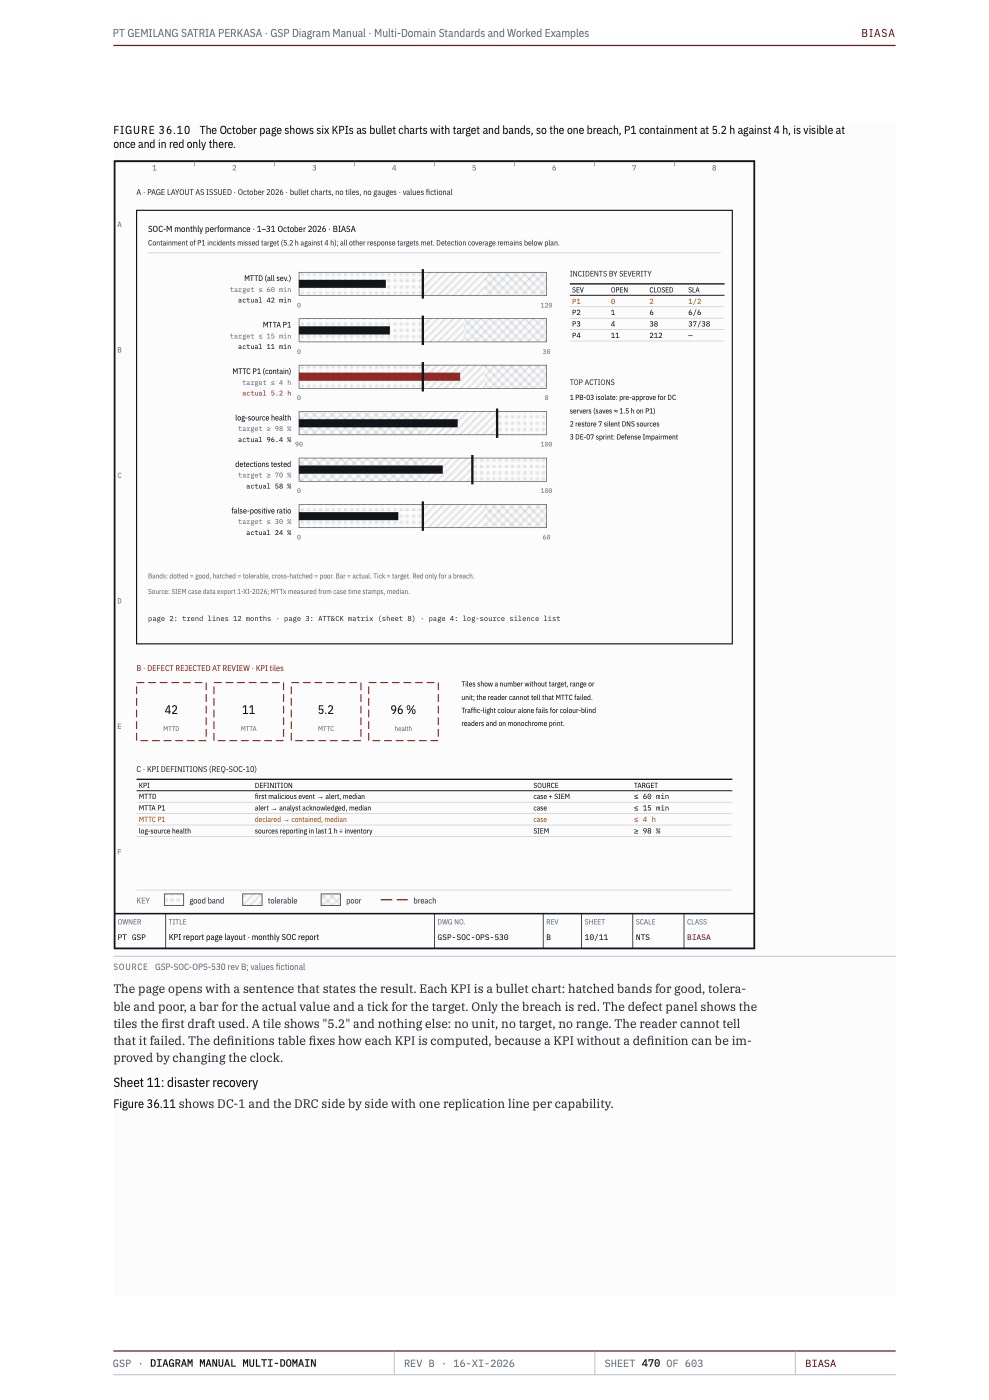 PT GEMILANG SATRIA PERKASA · GSP Diagram Manual · Multi-Domain Standards and Worked Examples BIASA
FIGURE 36.10 The October page shows six KPIs as bullet charts with target and bands, so the one breach, P1 containment at 5.2 h against 4 h, is visible at
once and in red only there.
1 2 3 4 5 6 7 8
A · PAGE LAYOUT AS ISSUED · October 2026 · bullet charts, no tiles, no gauges · values fictional
A
SOC-M monthly performance · 1–31 October 2026 · BIASA
Containment of P1 incidents missed target (5.2 h against 4 h); all other response targets met. Detection coverage remains below plan.
MTTD (all sev.)
target ≤ 60 min
actual 42 min
0 120
MTTA P1
target ≤ 15 min
actual 11 min
0 30
B
MTTC P1 (contain)
target ≤ 4 h
actual 5.2 h
0 8
log-source health
target ≥ 98 %
actual 96.4 %
90 100
C
detections tested
target ≥ 70 %
actual 58 %
0 100
false-positive ratio
target ≤ 30 %
actual 24 %
0 60
INCIDENTS BY SEVERITY
SEV OPEN CLOSED SLA
P1 0 2 1/2
P2 1 6 6/6
P3 4 38 37/38
P4 11 212 —
TOP ACTIONS
1 PB-03 isolate: pre-approve for DC
servers (saves ≈ 1.5 h on P1)
2 restore 7 silent DNS sources
3 DE-07 sprint: Defense Impairment
Bands: dotted = good, hatched = tolerable, cross-hatched = poor. Bar = actual. Tick = target. Red only for a breach.
Source: SIEM case data export 1-XI-2026; MTTx measured from case time stamps, median.
D
page 2: trend lines 12 months · page 3: ATT&CK matrix (sheet 8) · page 4: log-source silence list
B · DEFECT REJECTED AT REVIEW · KPI tiles
42
MTTD
11
MTTA
5.2
MTTC
96 %
health
Tiles show a number without target, range or
unit; the reader cannot tell that MTTC failed.
Traffic-light colour alone fails for colour-blind
readers and on monochrome print.
E
C · KPI DEFINITIONS (REQ-SOC-10)
KPI DEFINITION SOURCE TARGET
MTTD first malicious event → alert, median case + SIEM ≤ 60 min
MTTA P1 alert → analyst acknowledged, median case ≤ 15 min
MTTC P1 declared → contained, median case ≤ 4 h
log-source health sources reporting in last 1 h ÷ inventory SIEM ≥ 98 %
F
KEY good band tolerable poor breach
OWNER TITLE DWG NO. REV SHEET SCALE CLASS
PT GSP KPI report page layout · monthly SOC report GSP-SOC-OPS-530 B 10/11 NTS BIASA
SOURCE GSP-SOC-OPS-530 rev B; values fictional
The page opens with a sentence that states the result. Each KPI is a bullet chart: hatched bands for good, tolera-
ble and poor, a bar for the actual value and a tick for the target. Only the breach is red. The defect panel shows the
tiles the first draft used. A tile shows "5.2" and nothing else: no unit, no target, no range. The reader cannot tell
that it failed. The definitions table fixes how each KPI is computed, because a KPI without a definition can be im-
proved by changing the clock.
Sheet 11: disaster recovery
Figure 36.11 shows DC-1 and the DRC side by side with one replication line per capability.
GSP · DIAGRAM MANUAL MULTI-DOMAIN REV B · 16-XI-2026 SHEET 470 OF 603 BIASA